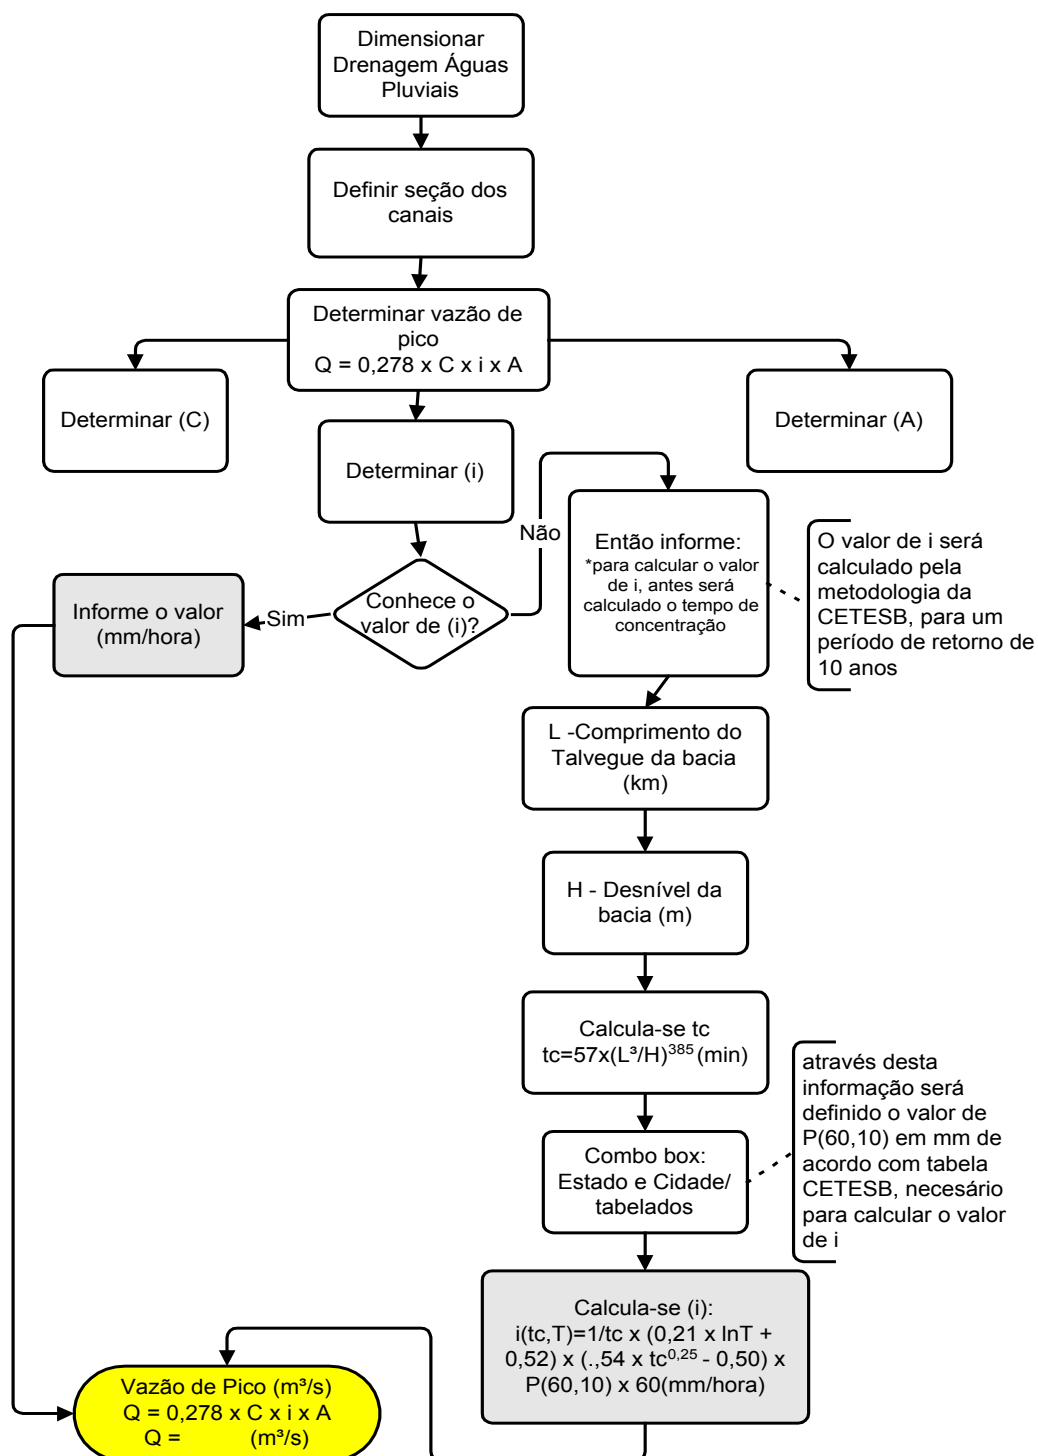 Dimensionar
Drenagem Águas
Pluviais
Definir seção dos
canais
Determinar vazão de
pico
Q = 0,278 x C x i x A
Determinar (C)
Determinar (A)
Determinar (i)
Não
Então informe:
*para calcular o valor
de i, antes será
calculado o tempo de
concentração
O valor de i será
calculado pela
metodologia da
CETESB, para um
período de retorno de
10 anos
Conhece o
valor de (i)?
Sim
Informe o valor
(mm/hora)
L -Comprimento do
Talvegue da bacia
(km)
H - Desnível da
bacia (m)
Calcula-se tc
tc=57x(L³/H)³⁸⁵ (min)
Combo box:
Estado e Cidade/
tabelados
através desta
informação será
definido o valor de
P(60,10) em mm de
acordo com tabela
CETESB, necesário
para calcular o valor
de i
Calcula-se (i):
i(tc,T)=1/tc x (0,21 x lnT +
0,52) x (.,54 x tc⁰,²⁵ - 0,50) x
P(60,10) x 60(mm/hora)
Vazão de Pico (m³/s)
Q = 0,278 x C x i x A
Q = (m³/s)